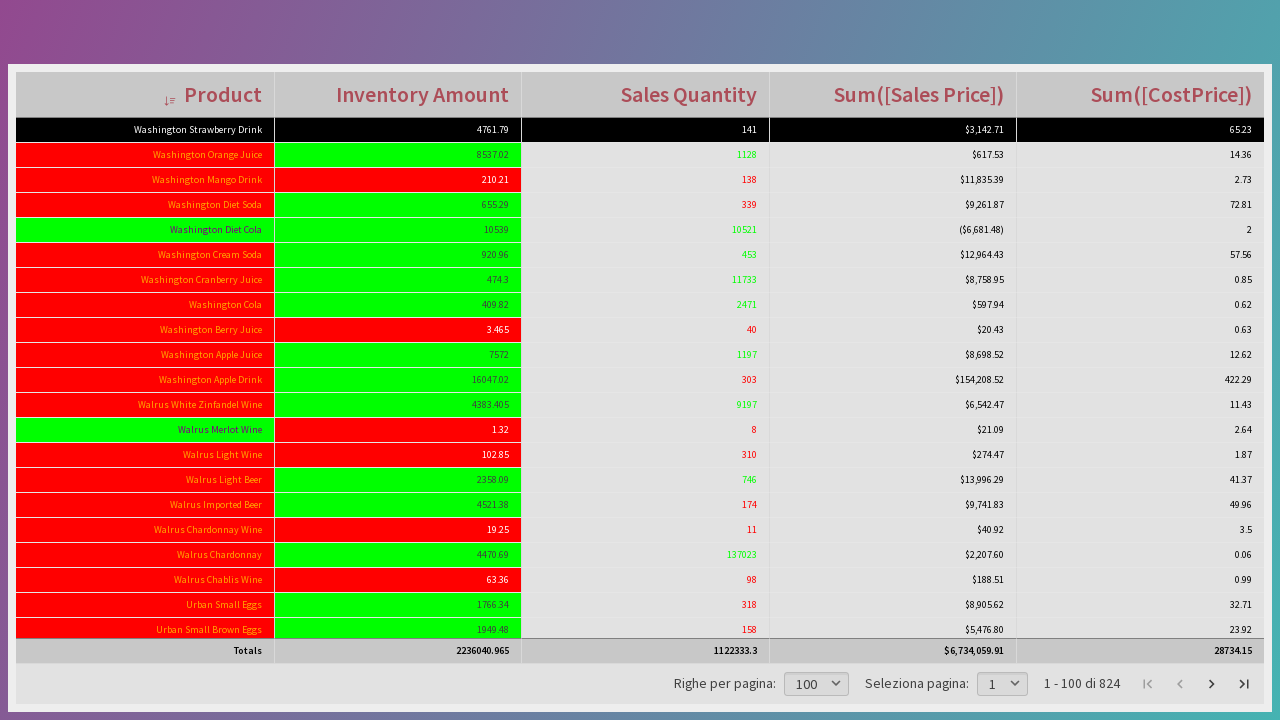 Product Inventory Amount Sales Quantity Sum([Sales Price]) Sum([CostPrice])
Washington Strawberry Drink 4761.79 141 $3,142.71 65.23
Washington Orange Juice 8537.02 1128 $617.53 14.36
Washington Mango Drink 210.21 138 $11,835.39 2.73
Washington Diet Soda 655.29 339 $9,261.87 72.81
Washington Diet Cola 10539 10521 ($6,681.48) 2
Washington Cream Soda 920.96 453 $12,964.43 57.56
Washington Cranberry Juice 474.3 11733 $8,758.95 0.85
Washington Cola 409.82 2471 $597.94 0.62
Washington Berry Juice 3.465 40 $20.43 0.63
Washington Apple Juice 7572 1197 $8,698.52 12.62
Washington Apple Drink 16047.02 303 $154,208.52 422.29
Walrus White Zinfandel Wine 4383.405 9197 $6,542.47 11.43
Walrus Merlot Wine 1.32 8 $21.09 2.64
Walrus Light Wine 102.85 310 $274.47 1.87
Walrus Light Beer 2358.09 746 $13,996.29 41.37
Walrus Imported Beer 4521.38 174 $9,741.83 49.96
Walrus Chardonnay Wine 19.25 11 $40.92 3.5
Walrus Chardonnay 4470.69 137023 $2,207.60 0.06
Walrus Chablis Wine 63.36 98 $188.51 0.99
Urban Small Eggs 1766.34 318 $8,905.62 32.71
Urban Small Brown Eggs 1949.48 158 $5,476.80 23.92
Totals 2236040.965 1122333.3 $6,734,059.91 28734.15
Righe per pagina: 100 Seleziona pagina: 1 1 - 100 di 824